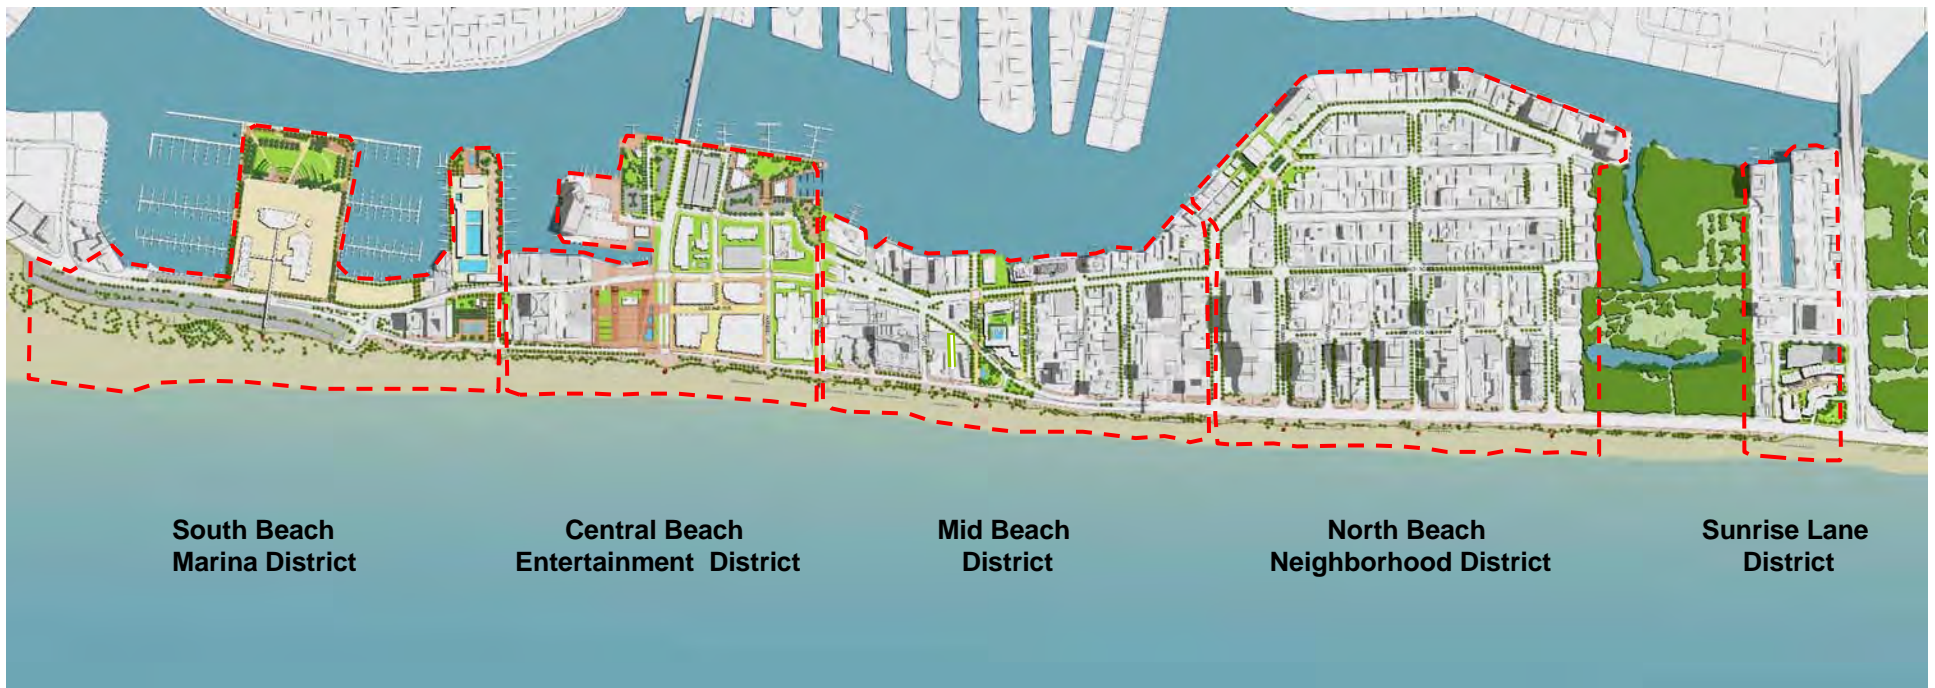 South Beach
Marina District
Central Beach
Entertainment District
Mid Beach
District
North Beach
Neighborhood District
Sunrise Lane
District